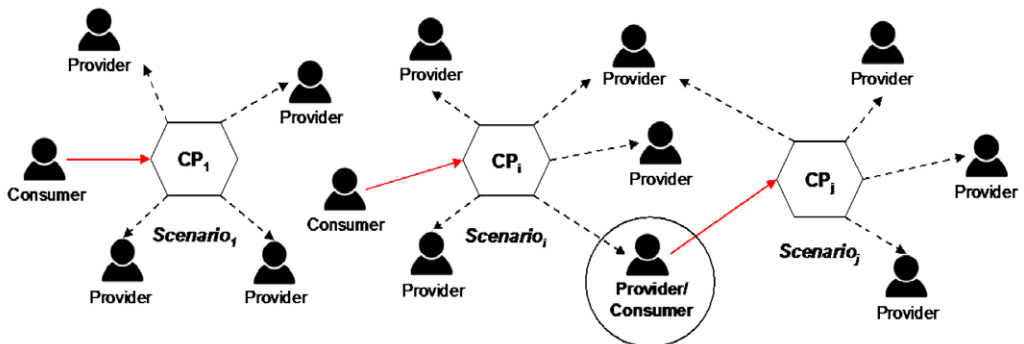 Provider
Provider
Consumer
CP1
Scenario1
Provider
Provider
Provider
Provider
Provider
Consumer
CPi
Scenarioi
Provider
Provider/
Consumer
Provider
Provider
CPj
Scenarioj
Provider